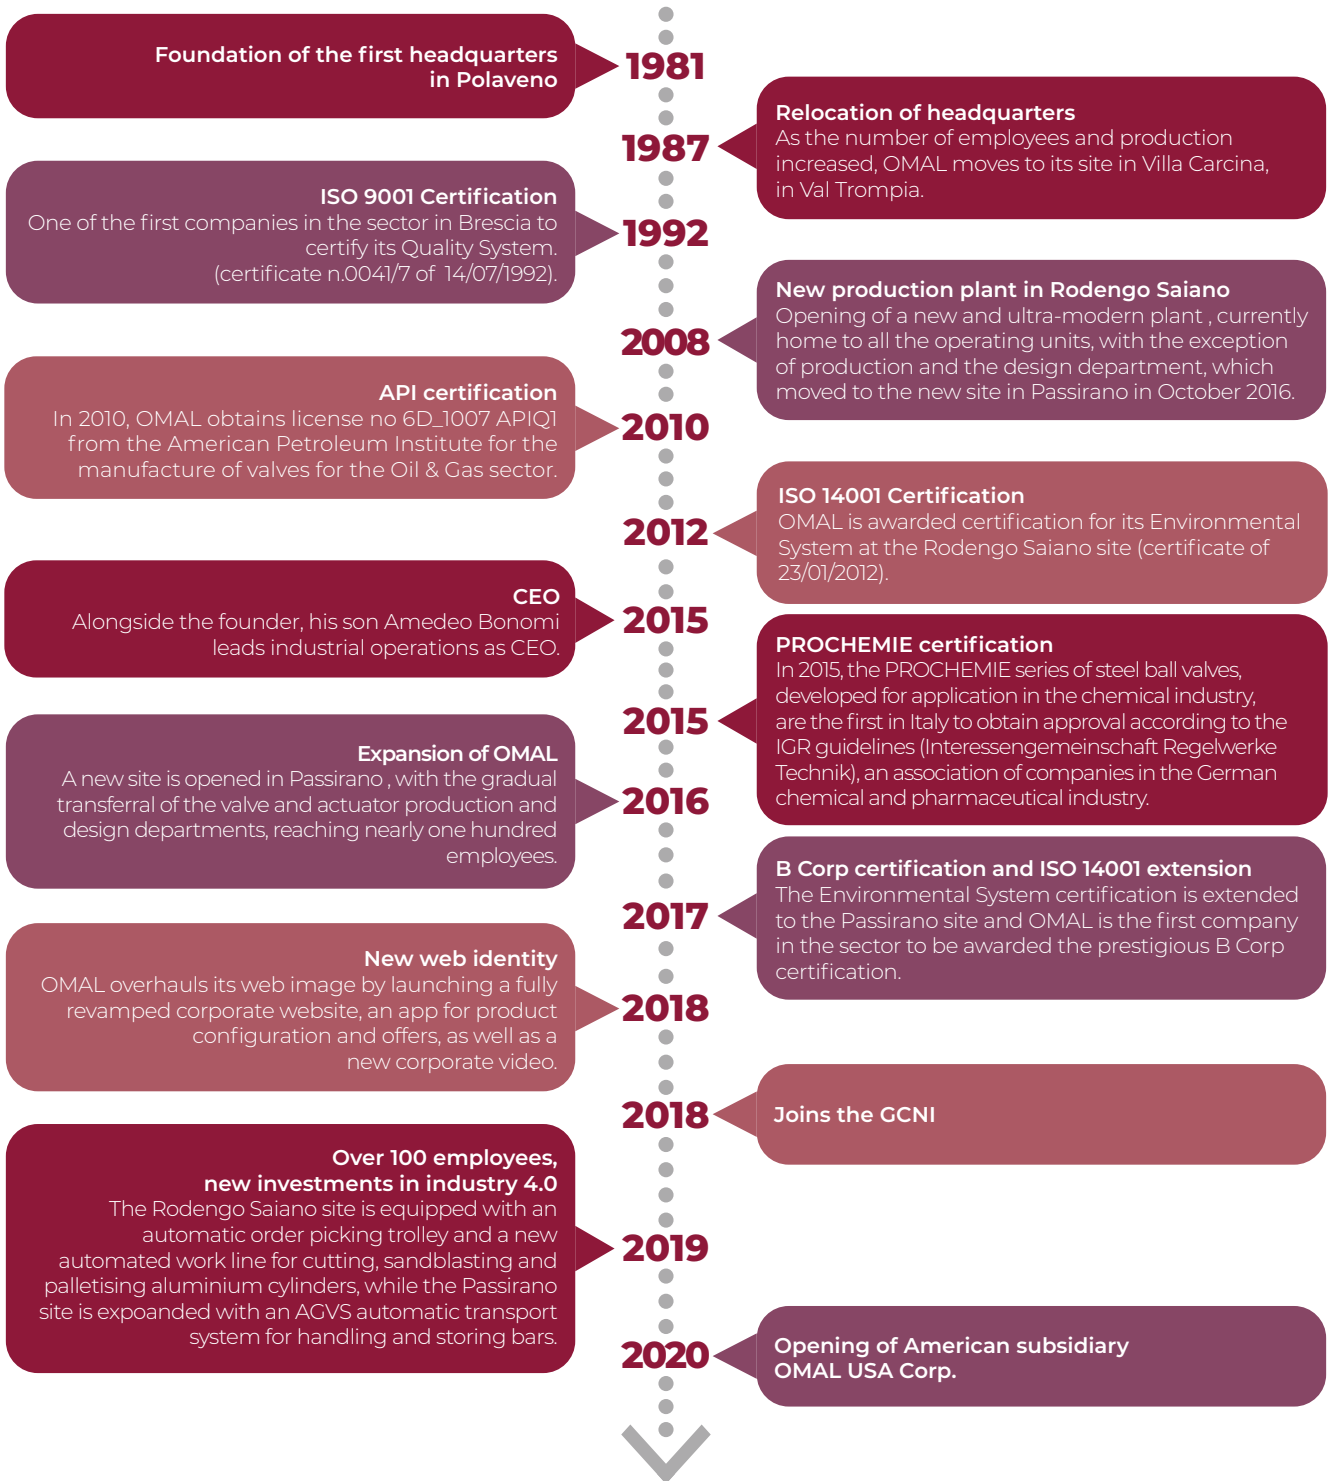 Foundation of the first headquarters
in Polaveno
1981
Relocation of headquarters
As the number of employees and production
increased, OMAL moves to its site in Villa Carcina,
in Val Trompia.
1987
ISO 9001 Certification
One of the first companies in the sector in Brescia to
certify its Quality System.
(certificate n.0041/7 of 14/07/1992).
1992
New production plant in Rodengo Saiano
Opening of a new and ultra-modern plant , currently
home to all the operating units, with the exception
of production and the design department, which
moved to the new site in Passirano in October 2016.
2008
API certification
In 2010, OMAL obtains license no 6D_1007 APIQ1
from the American Petroleum Institute for the
manufacture of valves for the Oil & Gas sector.
2010
ISO 14001 Certification
OMAL is awarded certification for its Environmental
System at the Rodengo Saiano site (certificate of
23/01/2012).
2012
CEO
Alongside the founder, his son Amedeo Bonomi
leads industrial operations as CEO.
2015
PROCHEMIE certification
In 2015, the PROCHEMIE series of steel ball valves,
developed for application in the chemical industry,
are the first in Italy to obtain approval according to the
IGR guidelines (Interessengemeinschaft Regelwerke
Technik), an association of companies in the German
chemical and pharmaceutical industry.
2015
Expansion of OMAL
A new site is opened in Passirano , with the gradual
transferral of the valve and actuator production and
design departments, reaching nearly one hundred
employees.
2016
B Corp certification and ISO 14001 extension
The Environmental System certification is extended
to the Passirano site and OMAL is the first company
in the sector to be awarded the prestigious B Corp
certification.
2017
New web identity
OMAL overhauls its web image by launching a fully
revamped corporate website, an app for product
configuration and offers, as well as a
new corporate video.
2018
Joins the GCNI
2018
Over 100 employees,
new investments in industry 4.0
The Rodengo Saiano site is equipped with an
automatic order picking trolley and a new
automated work line for cutting, sandblasting and
palletising aluminium cylinders, while the Passirano
site is expoanded with an AGVS automatic transport
system for handling and storing bars.
2019
Opening of American subsidiary
OMAL USA Corp.
2020